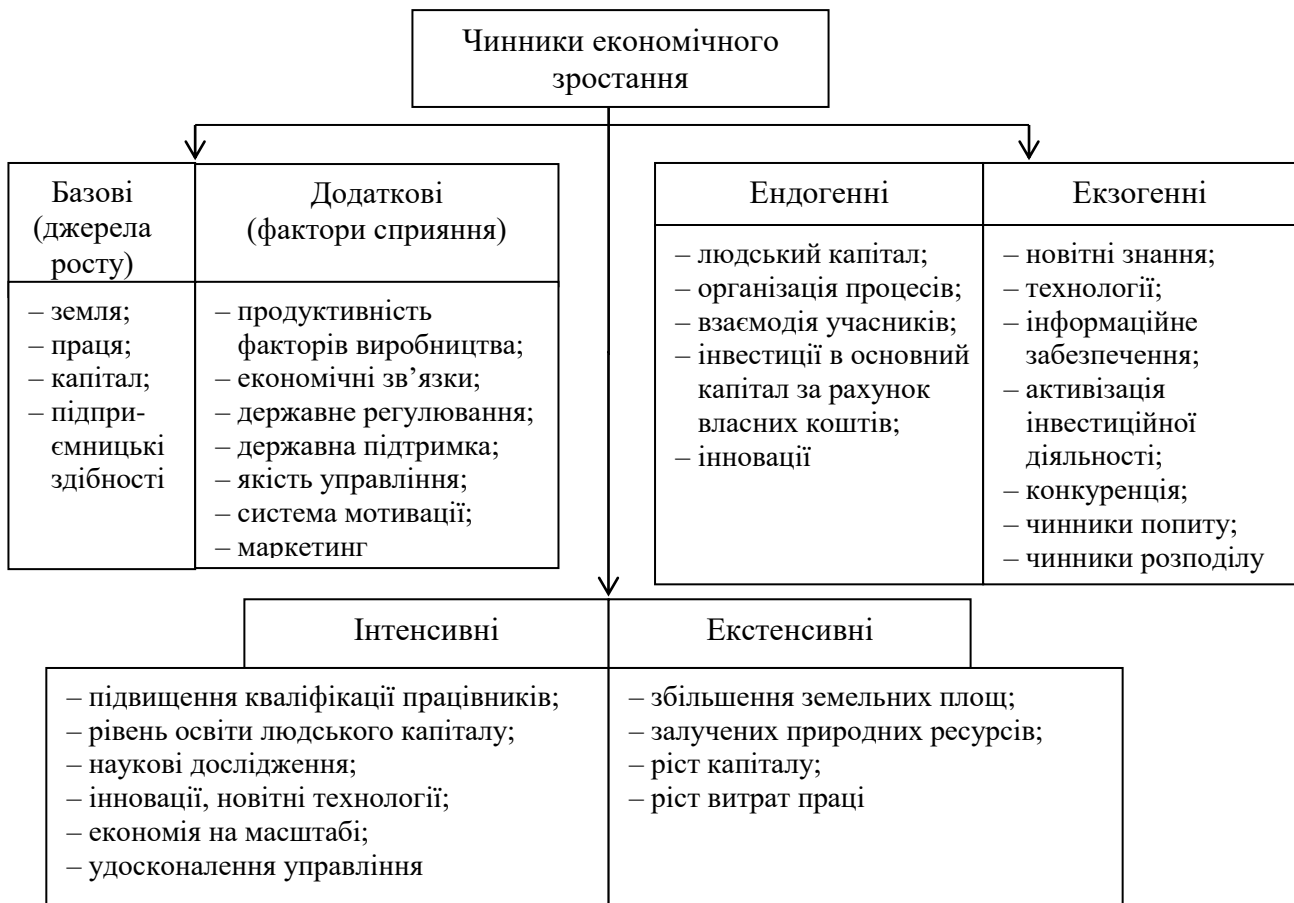 Чинники економічного
зростання
Базові
(джерела
росту)
– земля;
– праця;
– капітал;
– підпри-
ємницькі
здібності
Додаткові
(фактори сприяння)
– продуктивність
факторів виробництва;
– економічні зв’язки;
– державне регулювання;
– державна підтримка;
– якість управління;
– система мотивації;
– маркетинг
Ендогенні
– людський капітал;
– організація процесів;
– взаємодія учасників;
– інвестиції в основний
капітал за рахунок
власних коштів;
– інновації
Екзогенні
– новітні знання;
– технології;
– інформаційне
забезпечення;
– активізація
інвестиційної
діяльності;
– конкуренція;
– чинники попиту;
– чинники розподілу
Інтенсивні
– підвищення кваліфікації працівників;
– рівень освіти людського капіталу;
– наукові дослідження;
– інновації, новітні технології;
– економія на масштабі;
– удосконалення управління
Екстенсивні
– збільшення земельних площ;
– залучених природних ресурсів;
– ріст капіталу;
– ріст витрат праці